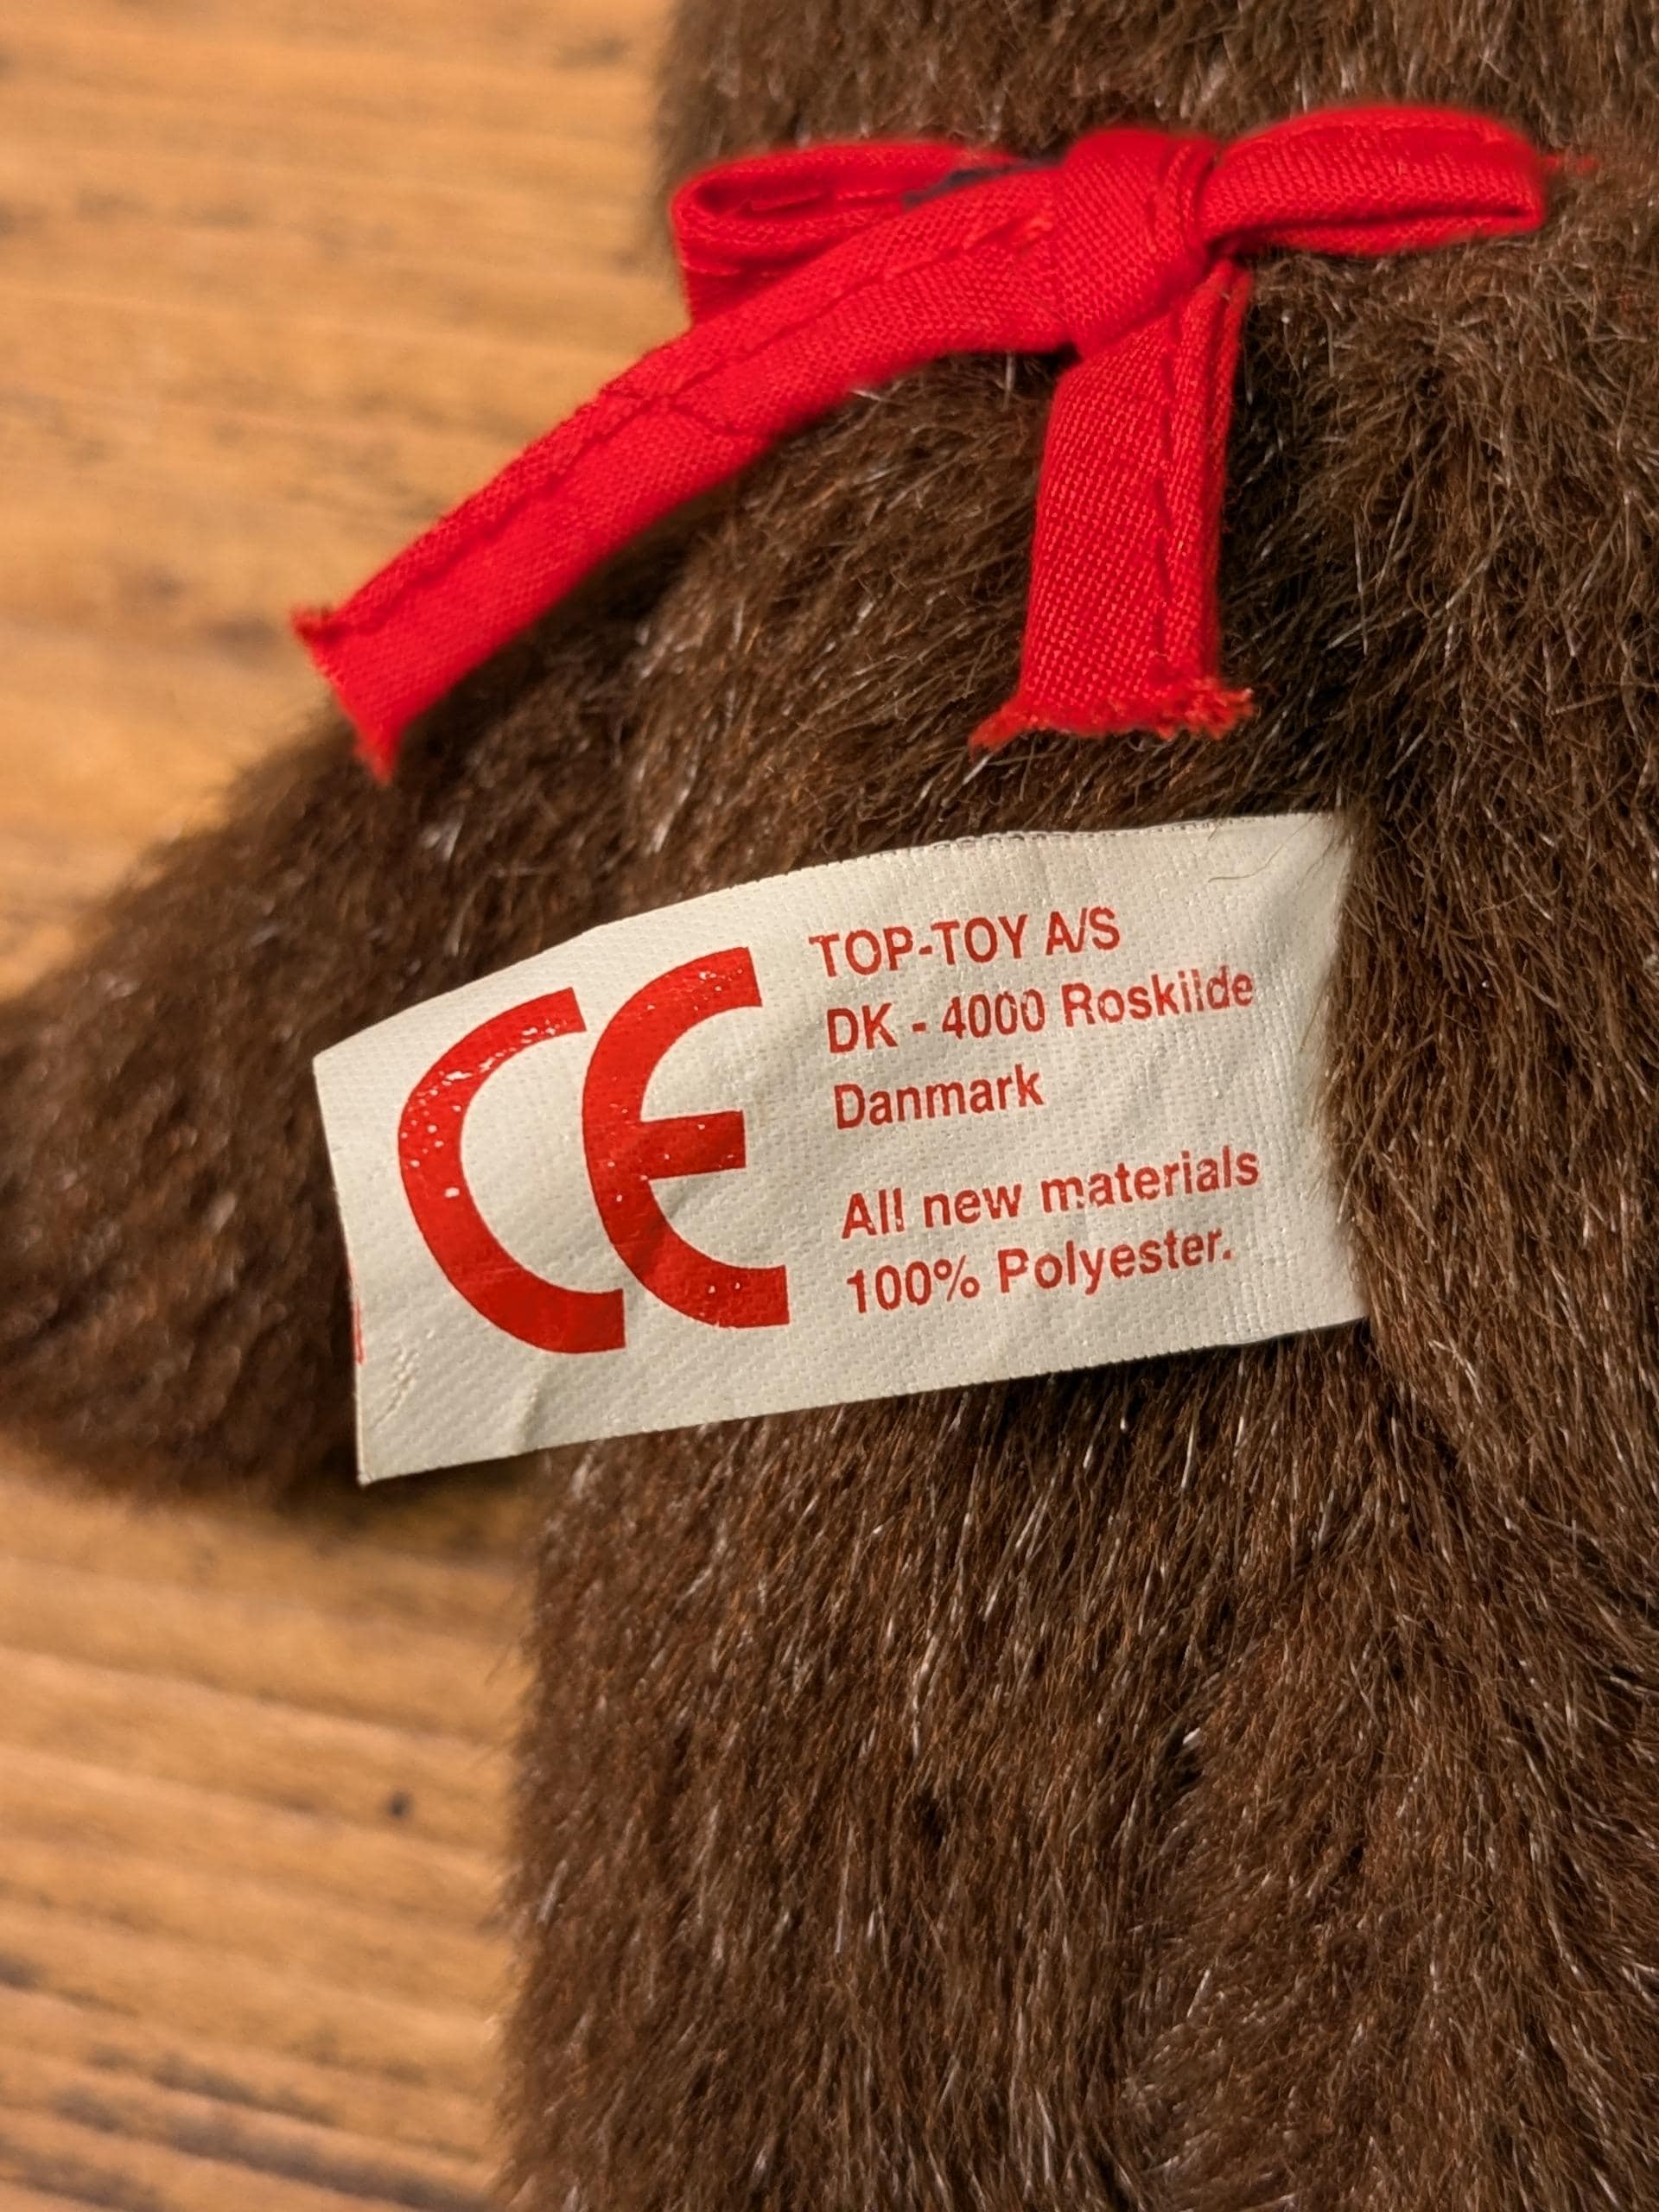 CE
TOP-TOY A/S
DK - 4000 Roskilde
Danmark
All new materials
100% Polyester.